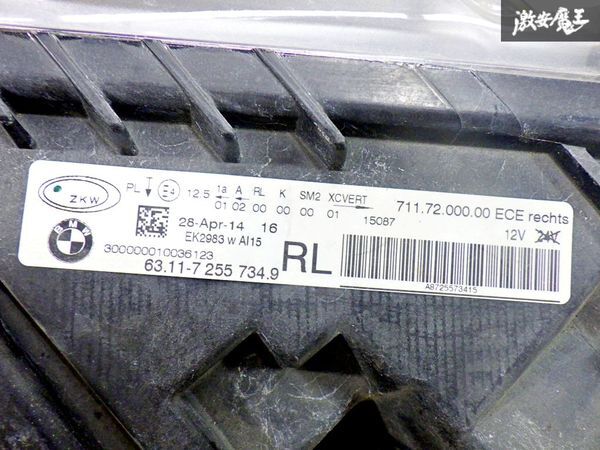 激安魔王
ZKW
PL E4 12.5 1a A RL K SM2 XCVERT 711.72.000.00 ECE rechts
01 02 00 00 00 01 15087
12V 24V
28-Apr-14 16
EK2983 w AI15
BMW
300000010036123
63.11-7 255 734.9
RL
A8725573415